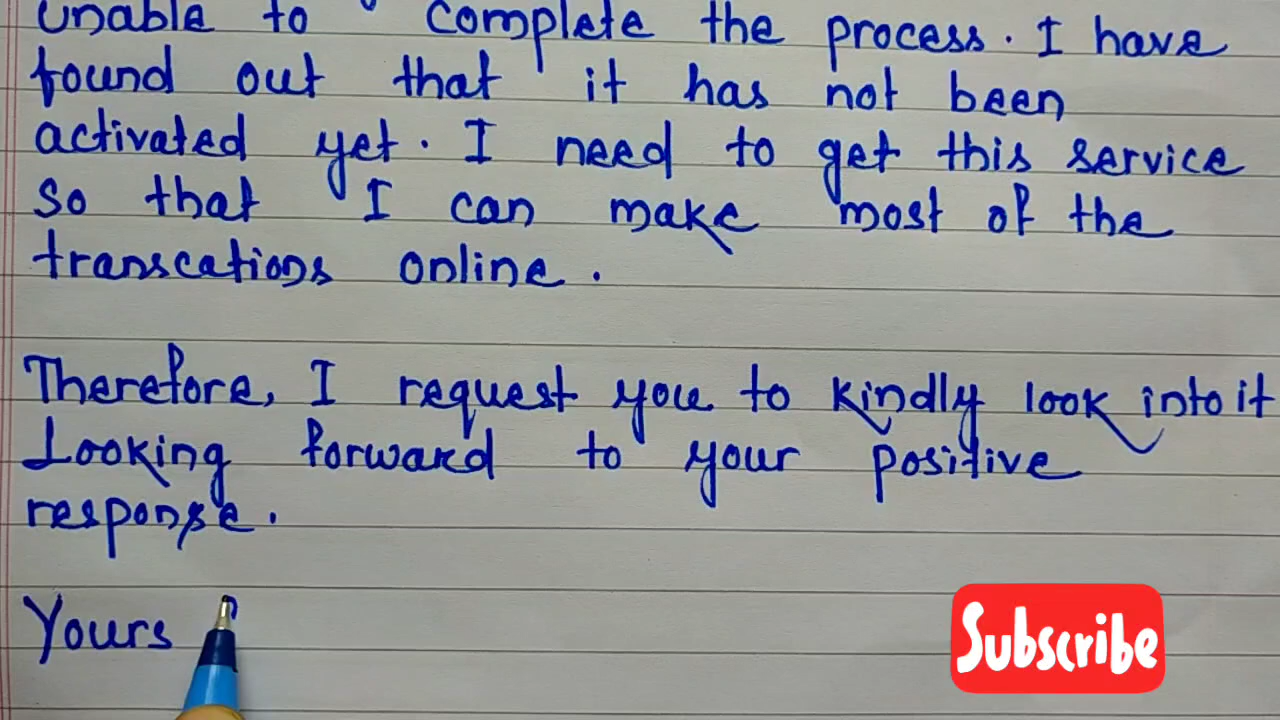 unable to complete the process. I have
found out that it has not been
activated yet. I need to get this service
so that I can make most of the
transcations online.
Therefore, I request you to kindly look into it
Looking forward to your positive
response.
Yours
Subscribe